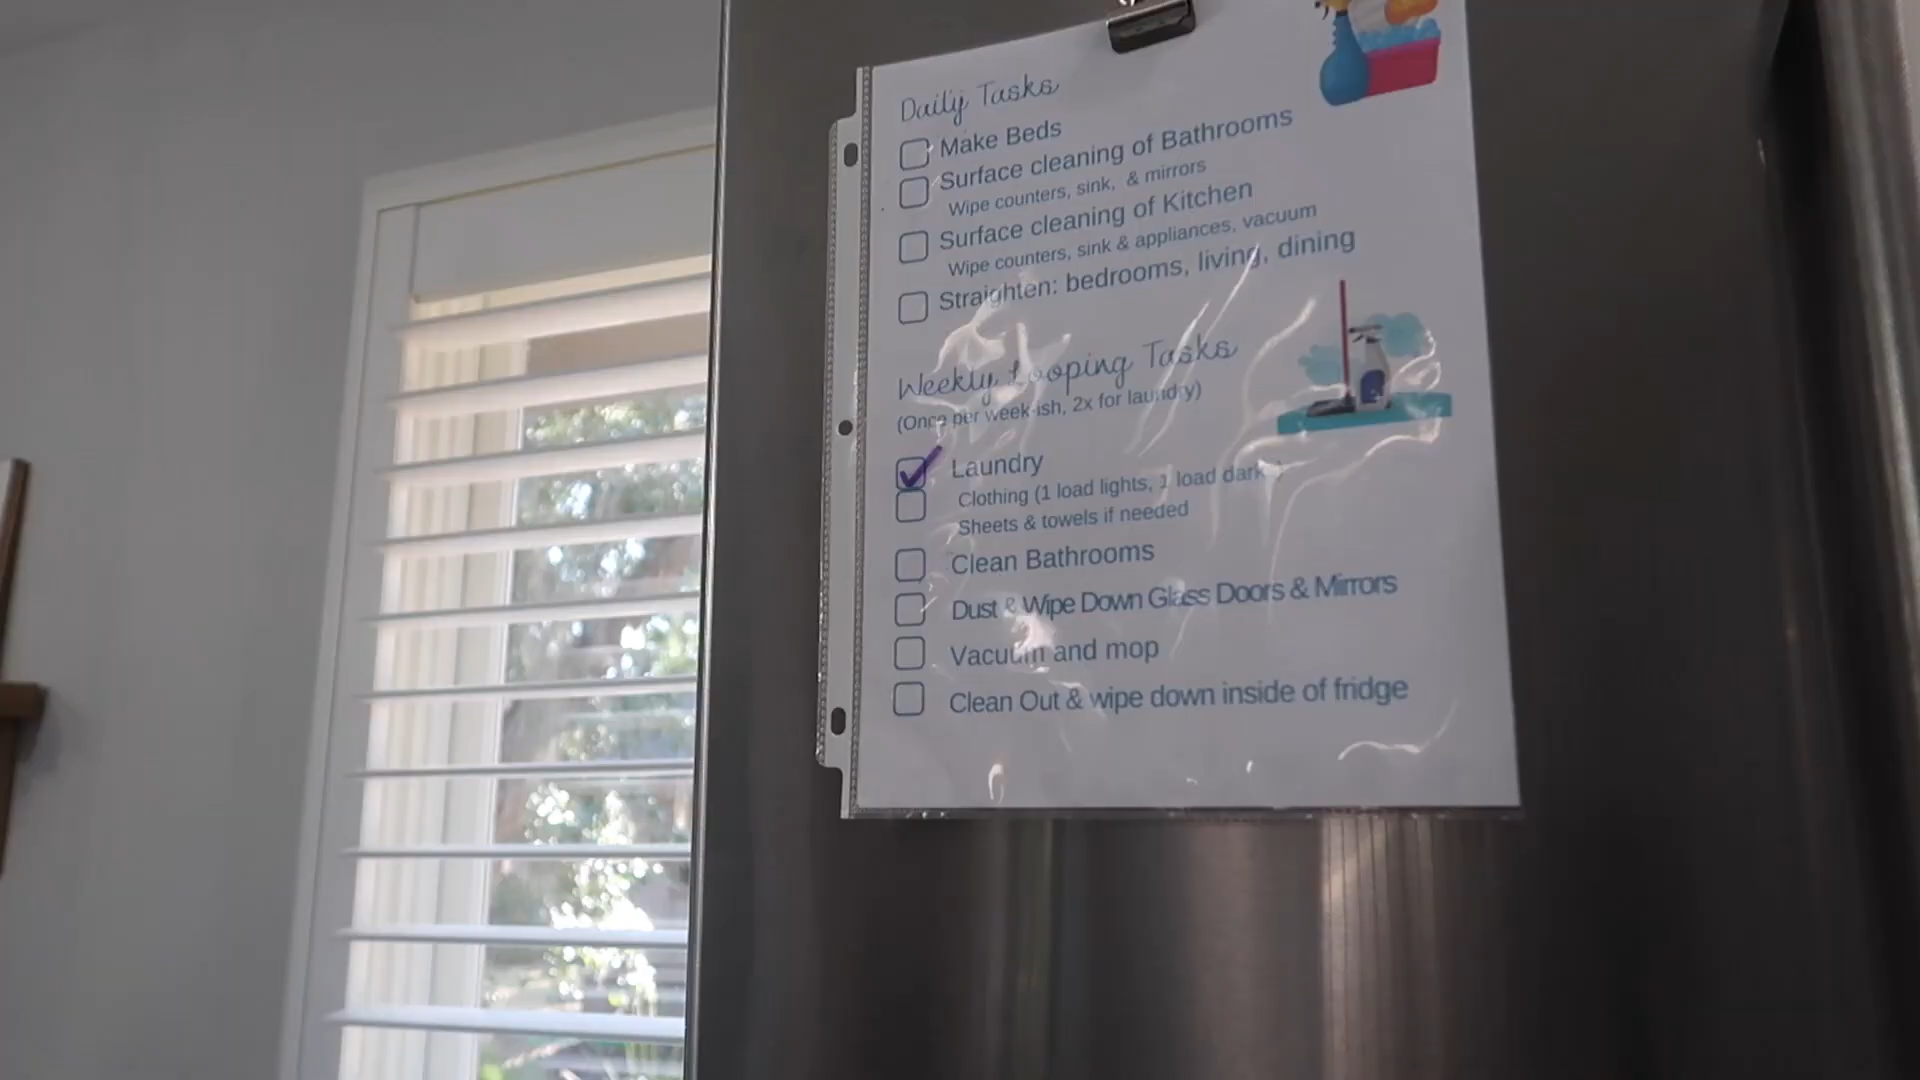 Daily Tasks
Make Beds
Surface cleaning of Bathrooms
Wipe counters, sink, & mirrors
Surface cleaning of Kitchen
Wipe counters, sink & appliances, vacuum
Straighten: bedrooms, living, dining
Weekly Looping Tasks
(Once per week-ish, 2x for laundry)
Laundry
Clothing (1 load lights, 1 load darks)
Sheets & towels if needed
Clean Bathrooms
Dust & Wipe Down Glass Doors & Mirrors
Vacuum and mop
Clean Out & wipe down inside of fridge